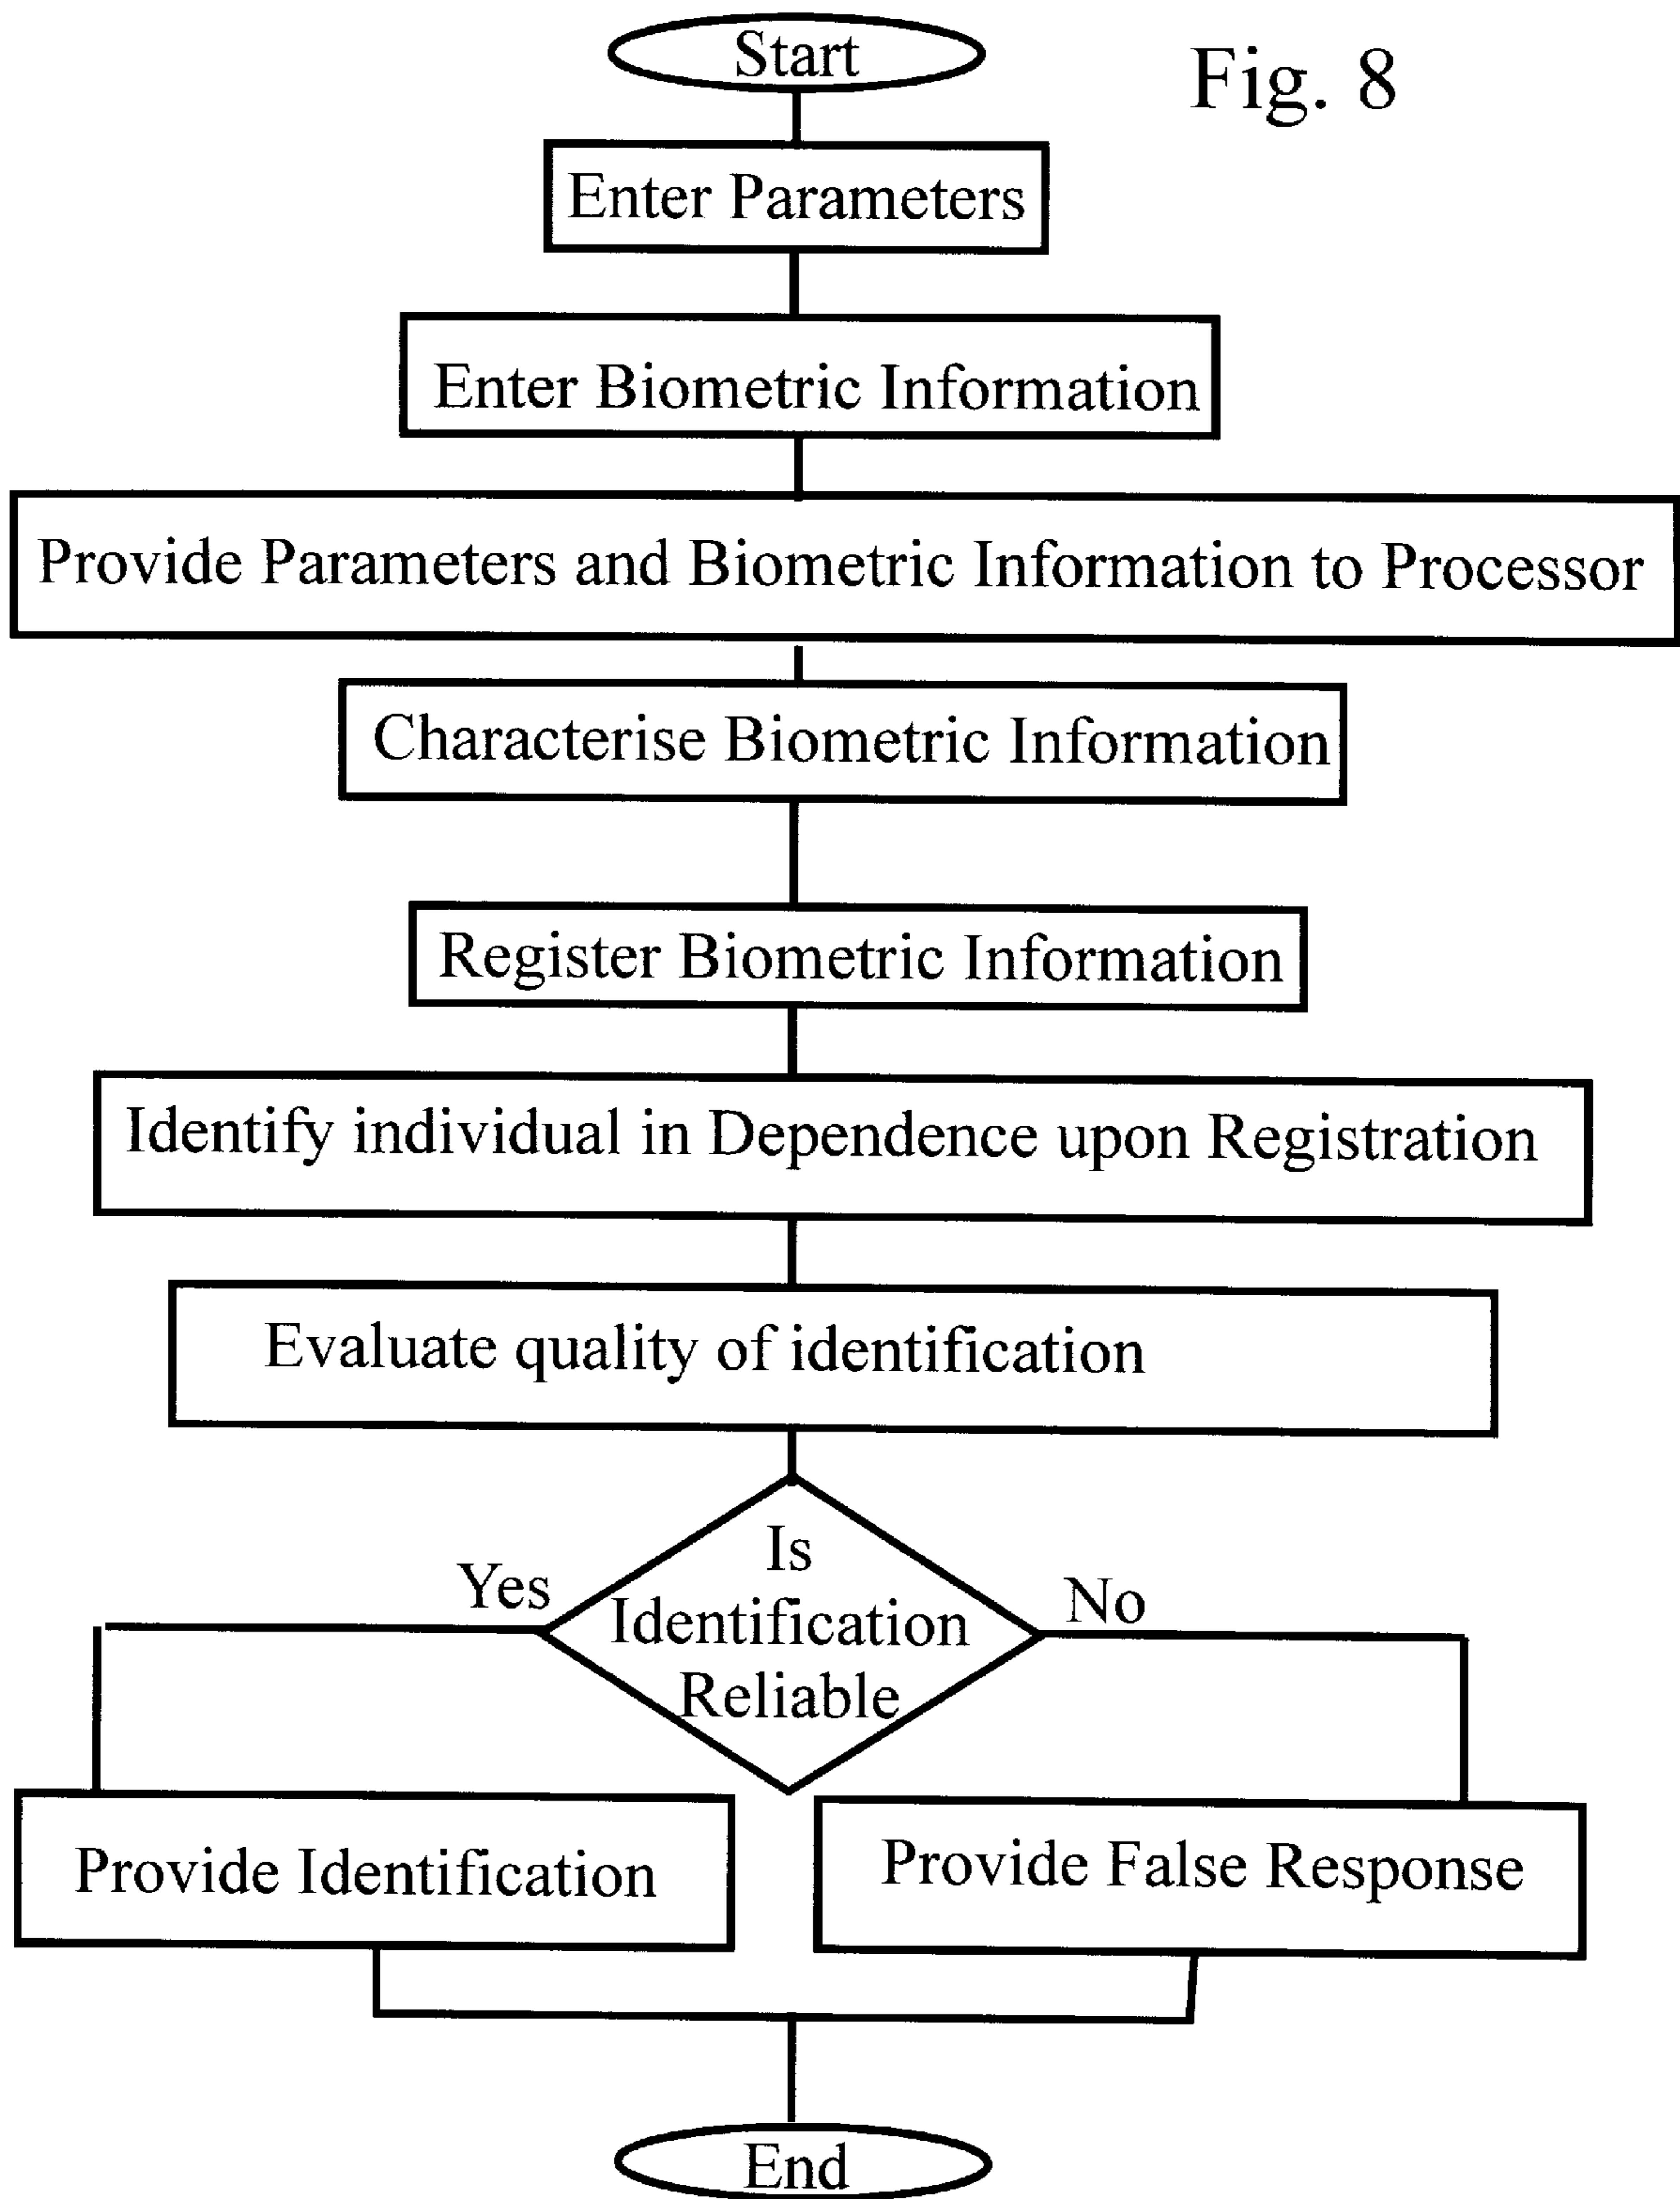 Start
Fig. 8
Enter Parameters
Enter Biometric Information
Provide Parameters and Biometric Information to Processor
Characterise Biometric Information
Register Biometric Information
Identify individual in Dependence upon Registration
Evaluate quality of identification
Is
Identification
Reliable
Yes
No
Provide Identification
Provide False Response
End